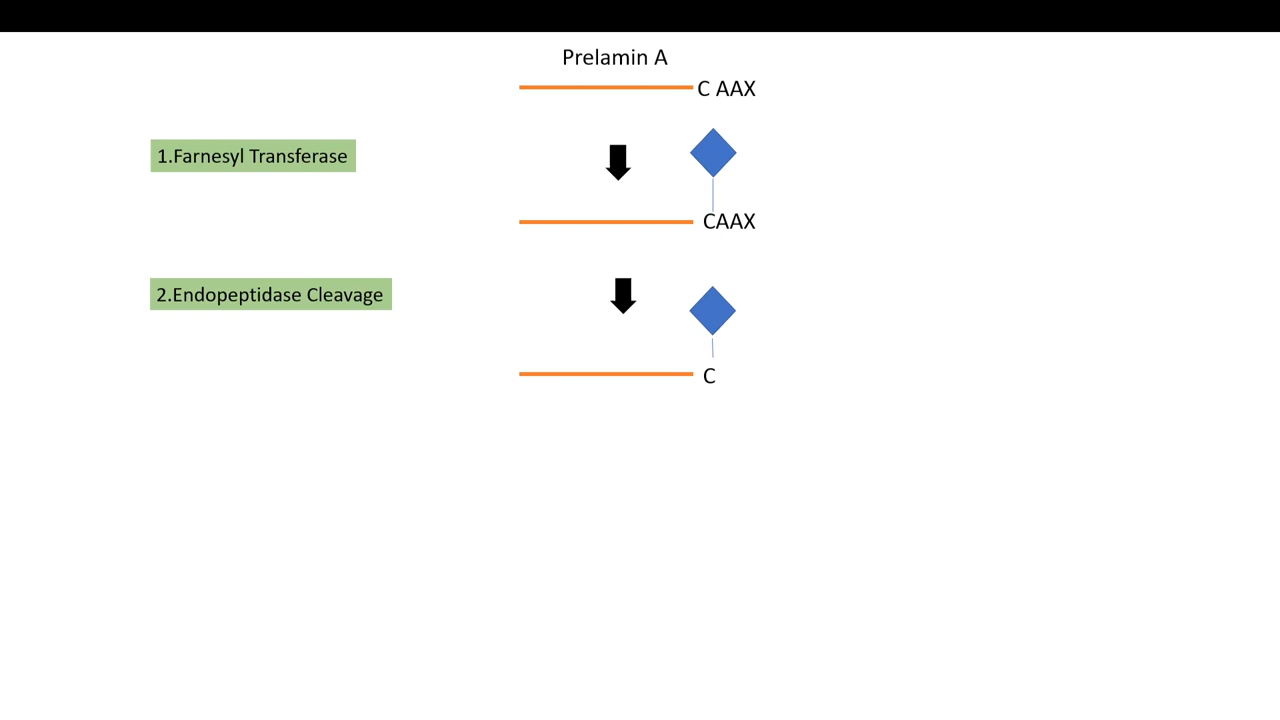 Prelamin A
C AAX
1.Farnesyl Transferase
CAAX
2.Endopeptidase Cleavage
C